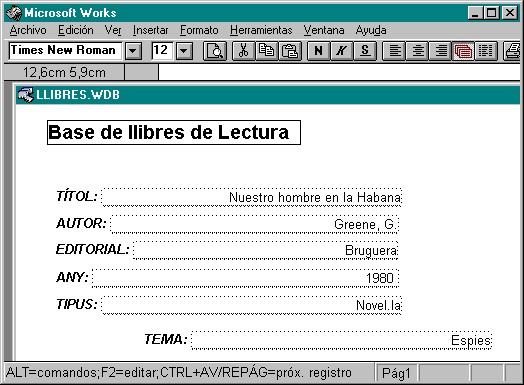 Microsoft Works
Archivo Edición Ver Insertar Formato Herramientas Ventana Ayuda
Times New Roman 12 N K S
12,6cm 5,9cm
LLIBRES.WDB
Base de llibres de Lectura
TÍTOL: Nuestro hombre en la Habana
AUTOR: Greene, G.
EDITORIAL: Bruguera
ANY: 1980
TIPUS: Novel.la
TEMA: Espies
ALT=comandos;F2=editar;CTRL+AV/REPÁG=próx. registro Pág1